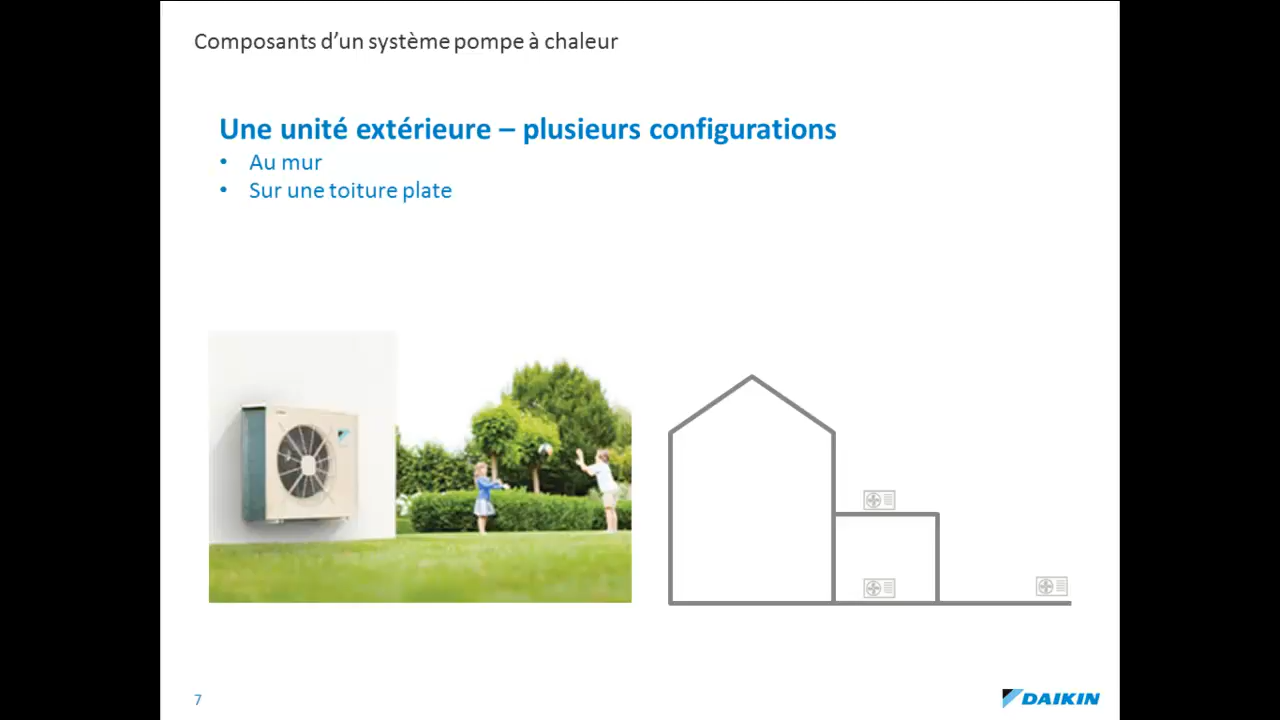 Composants d'un système pompe à chaleur
Une unité extérieure – plusieurs configurations
• Au mur
• Sur une toiture plate
7
DAIKIN